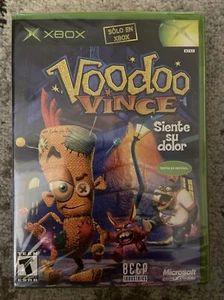 XBOX
SÓLO EN
XBOX
Voodoo
VINCE
Siente
su
dolor
BEEP
Microsoft